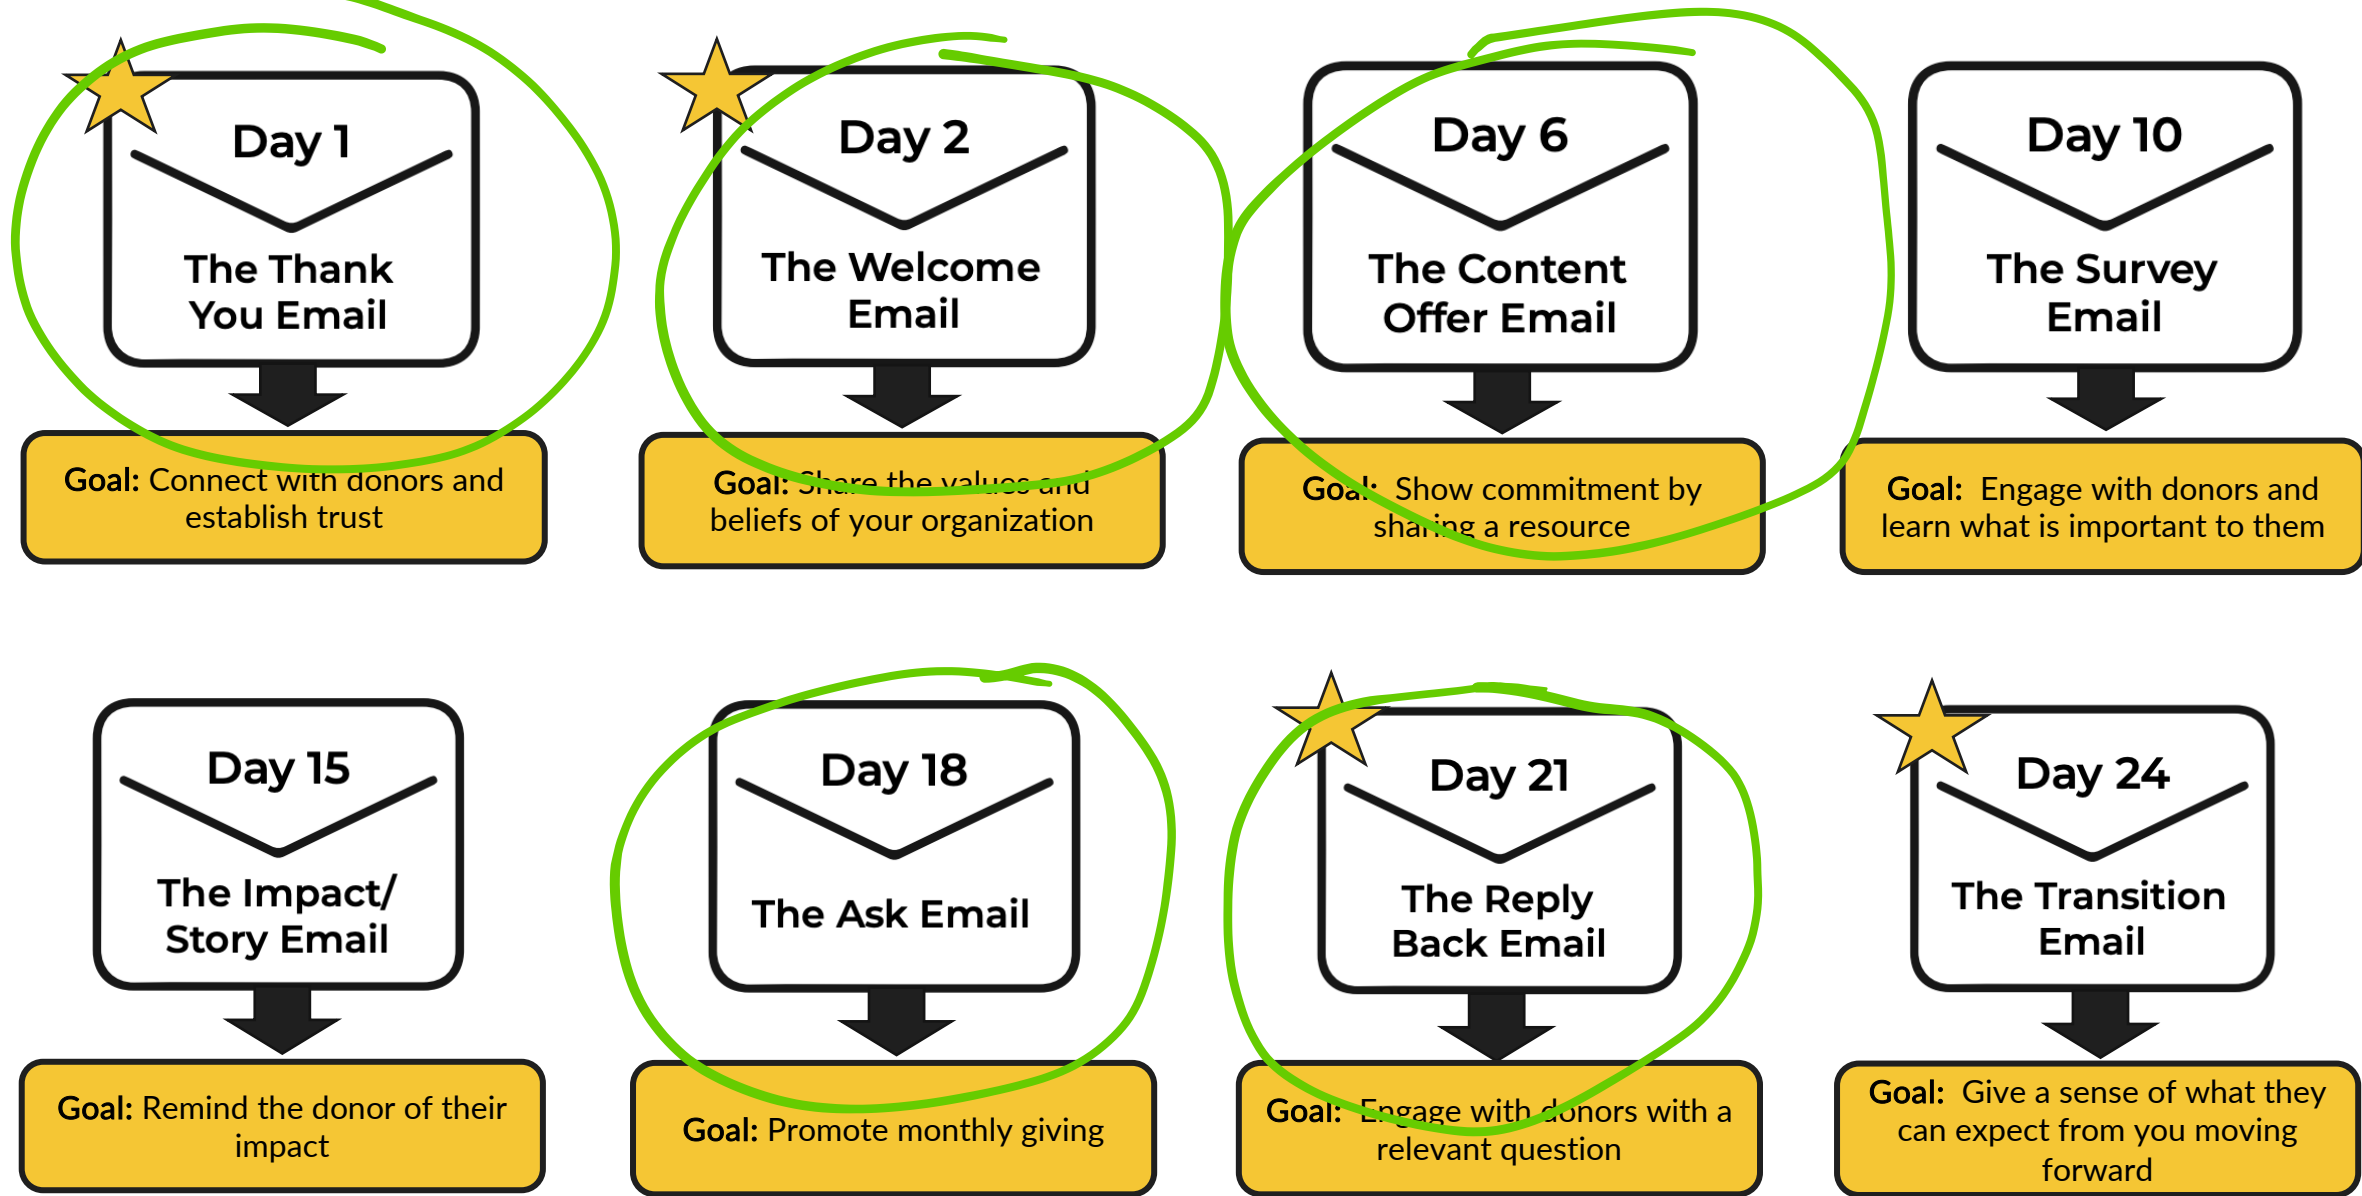 Day 1
The Thank
You Email
Goal: Connect with donors and
establish trust
Day 2
The Welcome
Email
Goal: Share the values and
beliefs of your organization
Day 6
The Content
Offer Email
Goal: Show commitment by
sharing a resource
Day 10
The Survey
Email
Goal: Engage with donors and
learn what is important to them
Day 15
The Impact/
Story Email
Goal: Remind the donor of their
impact
Day 18
The Ask Email
Goal: Promote monthly giving
Day 21
The Reply
Back Email
Goal: Engage with donors with a
relevant question
Day 24
The Transition
Email
Goal: Give a sense of what they
can expect from you moving
forward